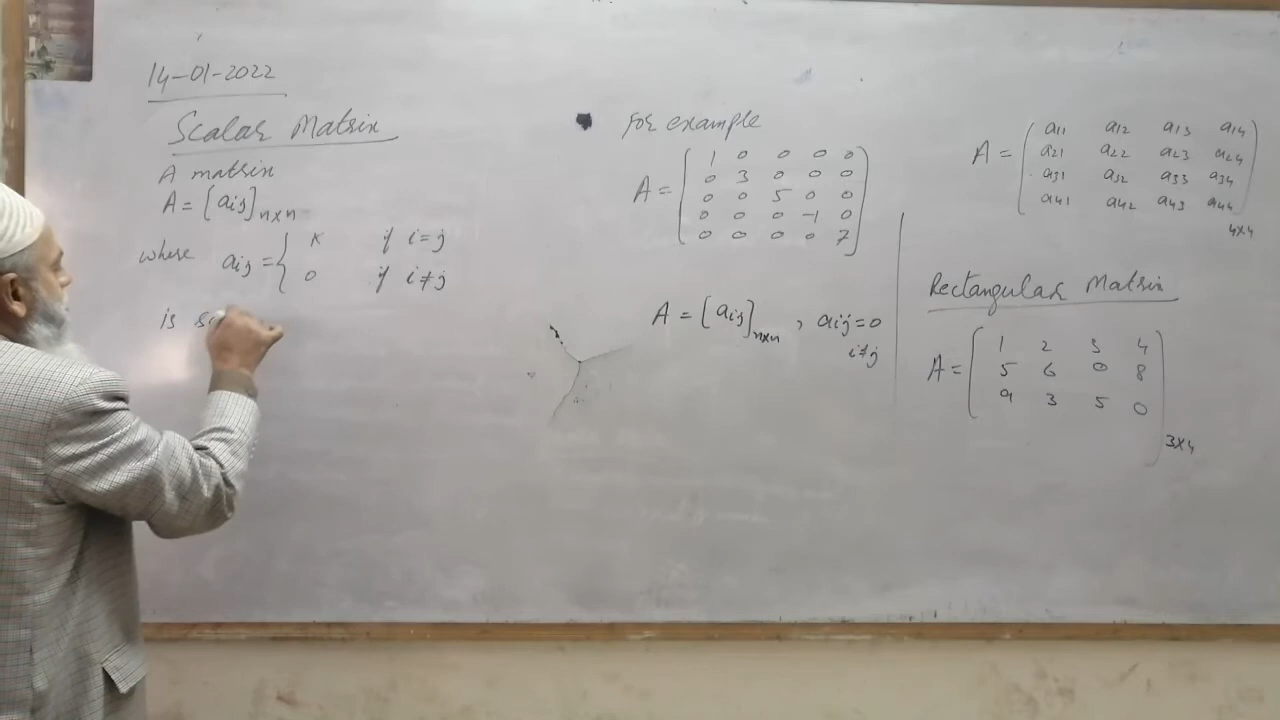 14-01-2022
Scalar Matrix
A matrix
A = [aij]n×n
where aij = { K if i=j
0 if i≠j
is
For example
A = ( 1 0 0 0 0
0 3 0 0 0
0 0 5 0 0
0 0 0 -1 0
0 0 0 0 7 )
A = [aij]n×n , aij=0
i≠j
A = ( a11 a12 a13 a14
a21 a22 a23 a24
a31 a32 a33 a34
a41 a42 a43 a44 )
4×4
Rectangular Matrix
A = ( 1 2 3 4
5 6 0 8
9 3 5 0 )
3×4